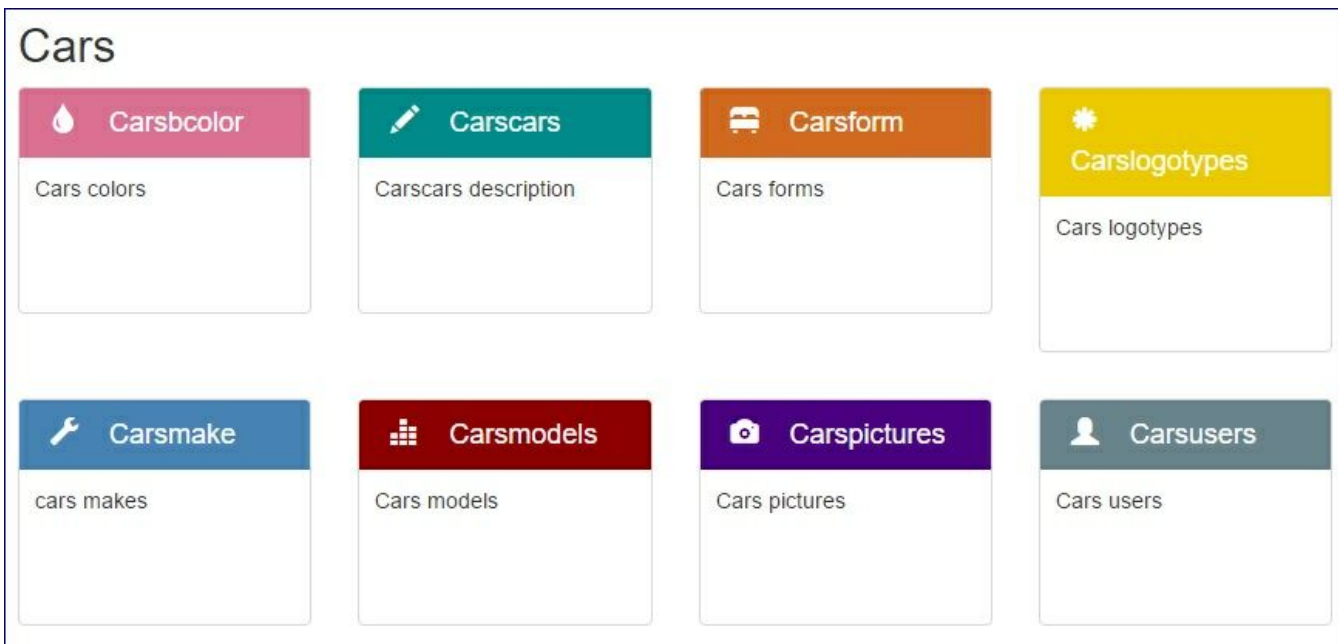 Cars
Carsbcolor
Cars colors
Carscars
Carscars description
Carsform
Cars forms
Carslogotypes
Cars logotypes
Carsmake
cars makes
Carsmodels
Cars models
Carspictures
Cars pictures
Carsusers
Cars users